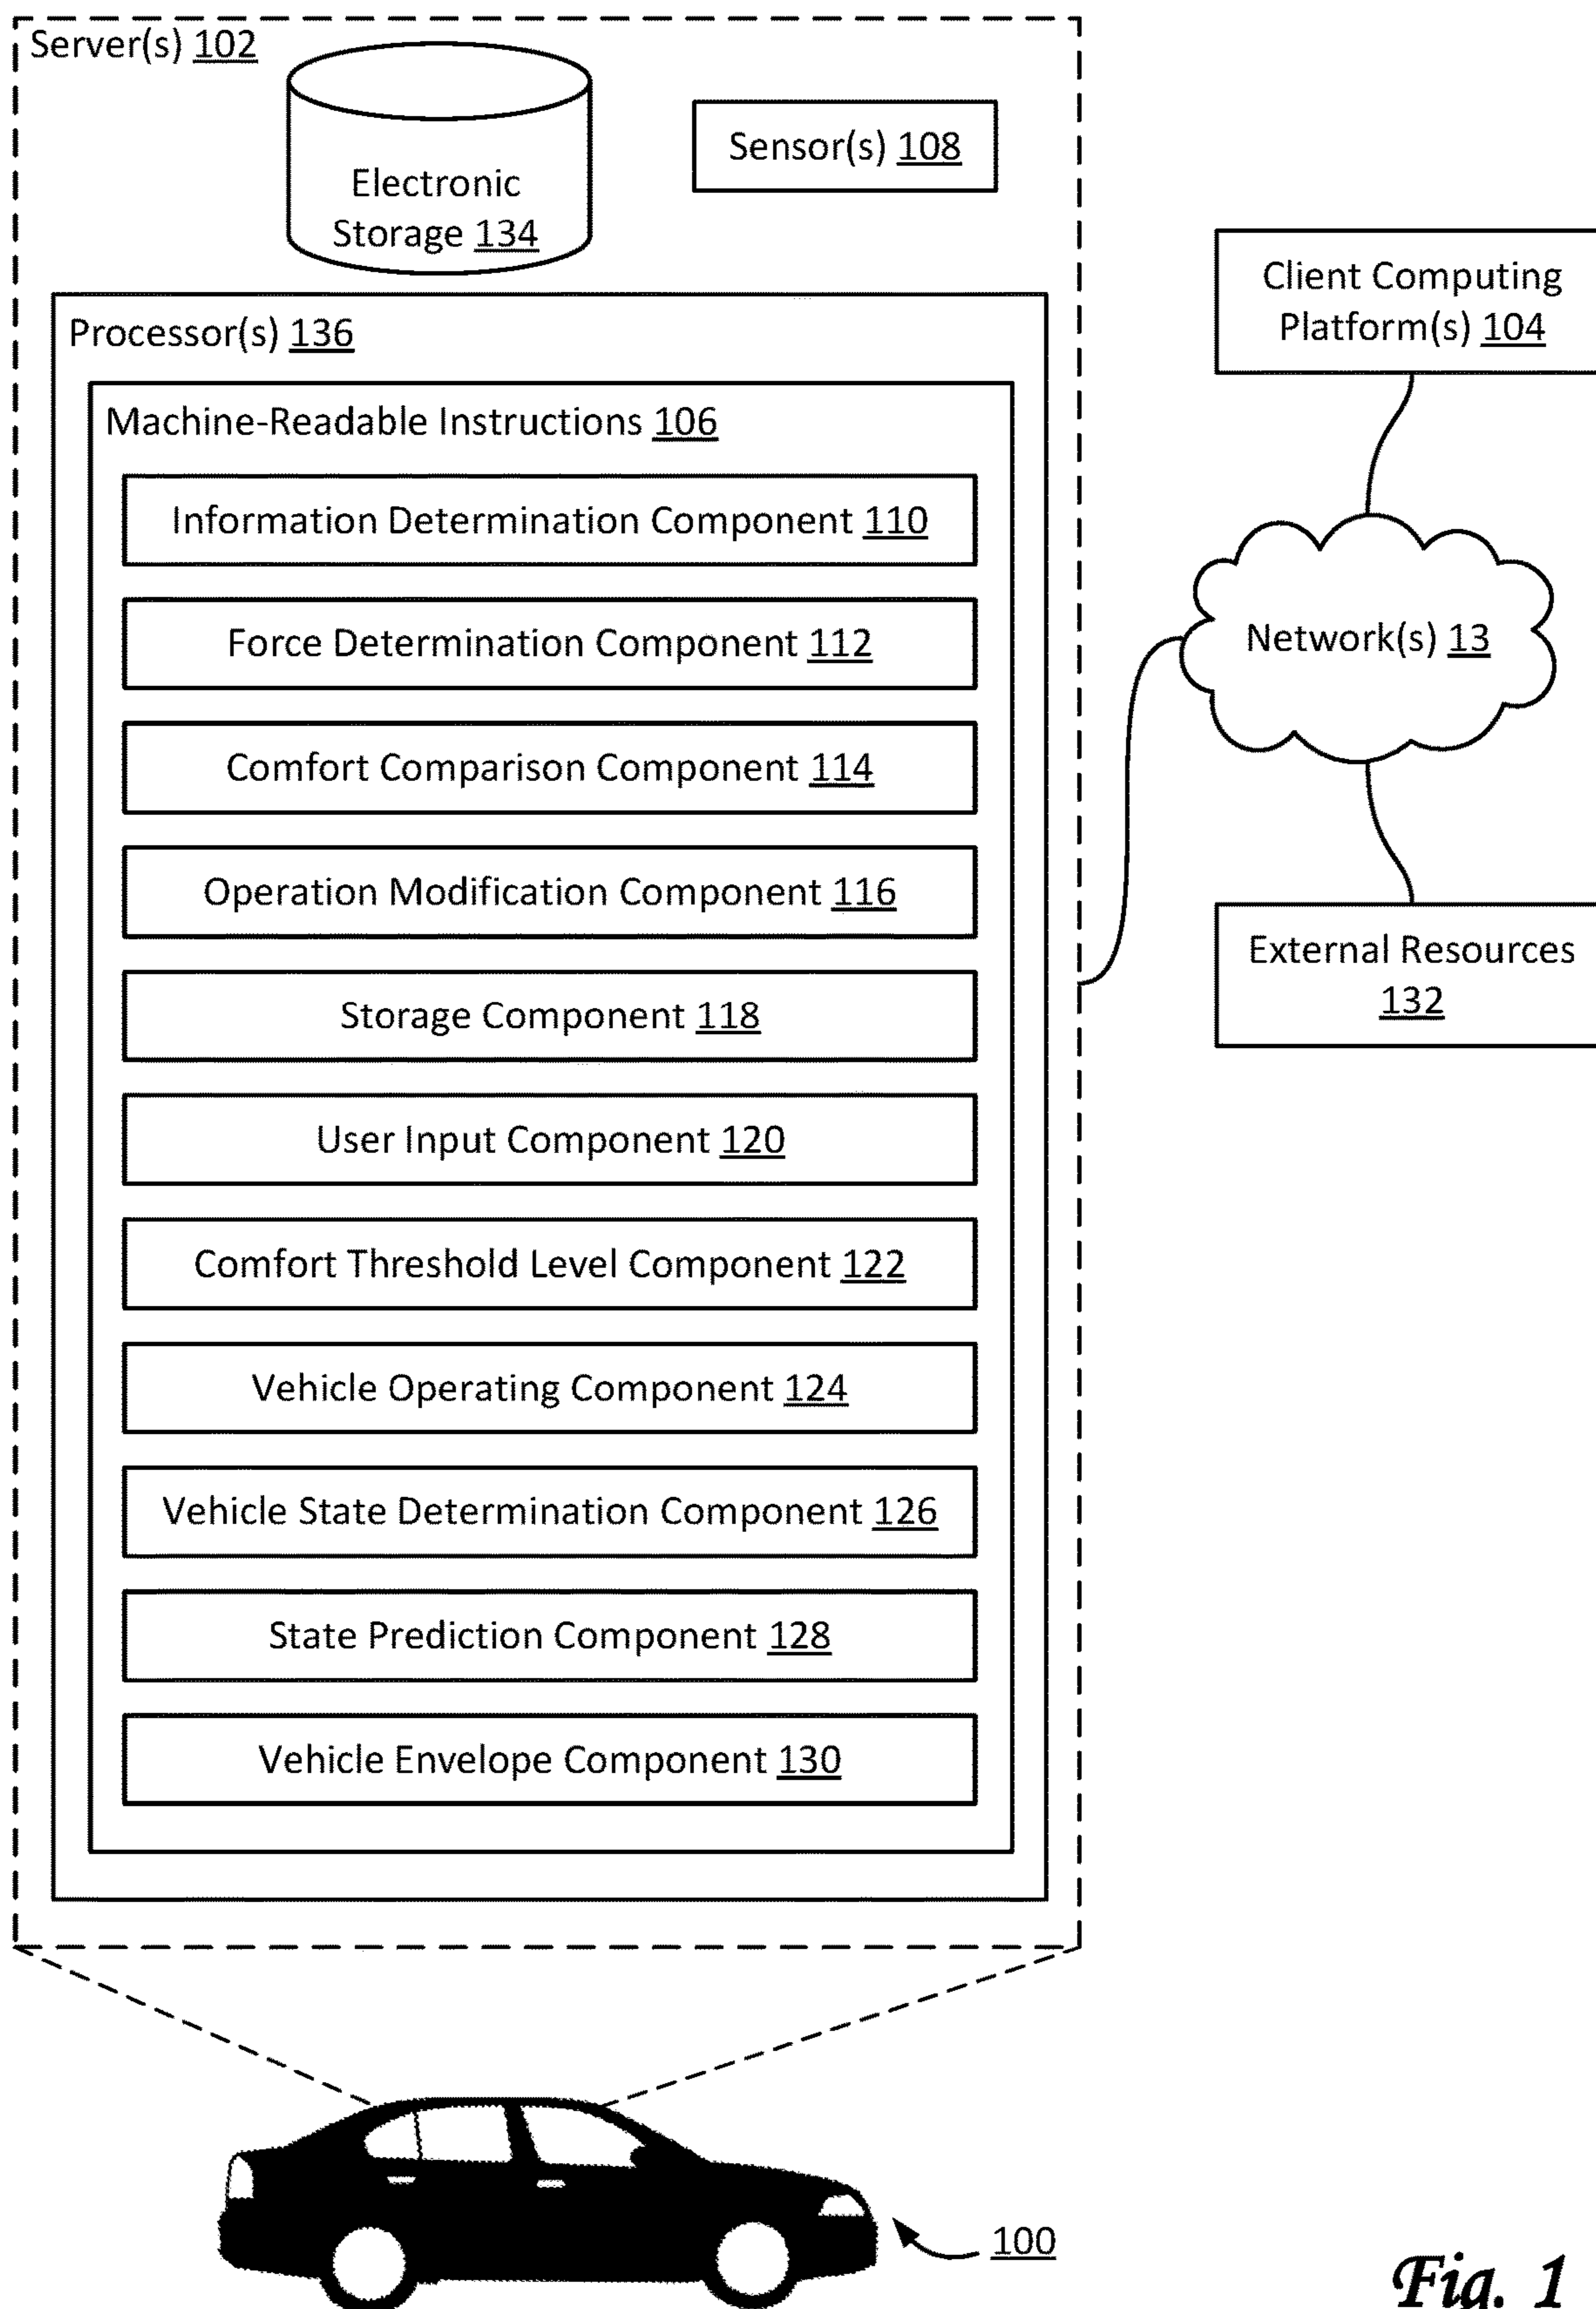 Server(s) 102
Electronic
Storage 134
Sensor(s) 108
Processor(s) 136
Machine-Readable Instructions 106
Information Determination Component 110
Force Determination Component 112
Comfort Comparison Component 114
Operation Modification Component 116
Storage Component 118
User Input Component 120
Comfort Threshold Level Component 122
Vehicle Operating Component 124
Vehicle State Determination Component 126
State Prediction Component 128
Vehicle Envelope Component 130
Client Computing
Platform(s) 104
Network(s) 13
External Resources
132
100
Fig. 1